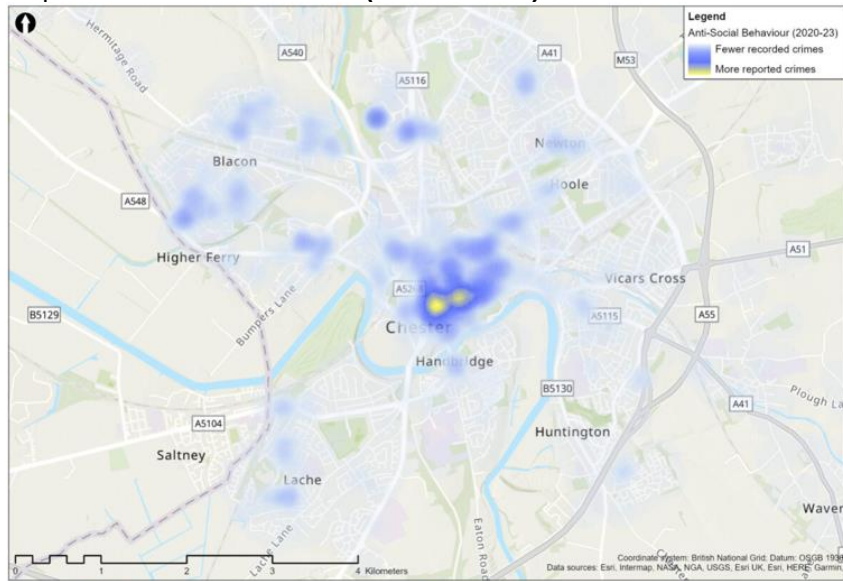 Legend
Anti-Social Behaviour (2020-23)
Fewer recorded crimes
More reported crimes
Hermitage Road
A540
A41
M53
A5116
Newton
Blacon
Hoole
A548
Higher Ferry
A51
Vicars Cross
Bumpers Lane
B5129
A5115
A55
Chester
Handbridge
B5130
Plough La
A41
A5104
Huntington
Saltney
Lache
Waver
Eaton Road
Lache Lane
0 1 2 3 4 Kilometers
Coordinate System: British National Grid; Datum: OSGB 1936
Data sources: Esri, Intermap, NASA, NGA, USGS, Esri UK, Esri, HERE, Garmin,